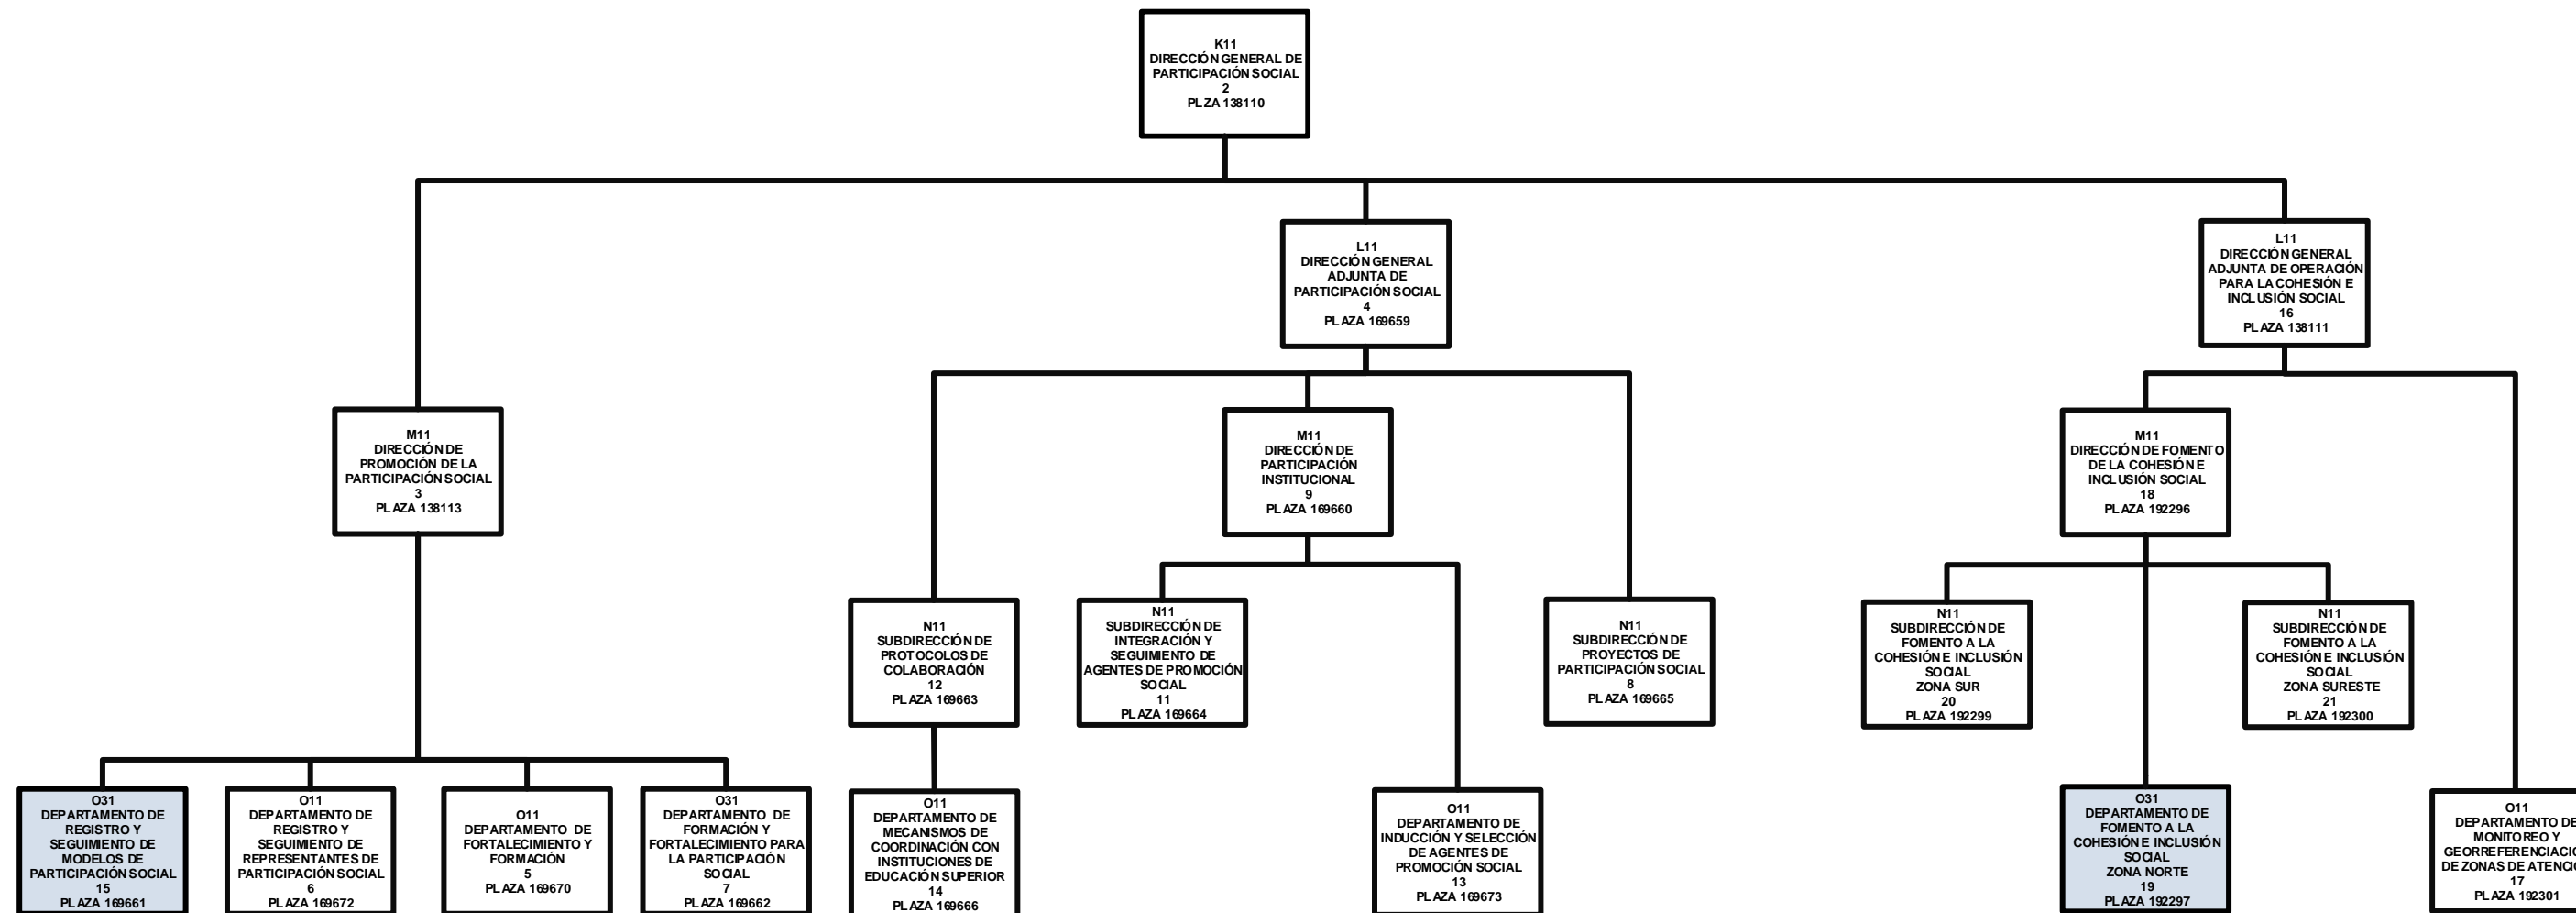 K11
DIRECCIÓN GENERAL DE
PARTICIPACIÓN SOCIAL
2
PLZA 138110
L11
DIRECCIÓN GENERAL
ADJUNTA DE
PARTICIPACIÓN SOCIAL
4
PLAZA 169659
L11
DIRECCIÓN GENERAL
ADJUNTA DE OPERACIÓN
PARA LA COHESIÓN E
INCLUSIÓN SOCIAL
16
PLAZA 138111
M11
DIRECCIÓN DE
PROMOCIÓN DE LA
PARTICIPACIÓN SOCIAL
3
PLAZA 138113
M11
DIRECCIÓN DE
PARTICIPACIÓN
INSTITUCIONAL
9
PLAZA 169660
M11
DIRECCIÓN DE FOMENTO
DE LA COHESIÓN E
INCLUSIÓN SOCIAL
18
PLAZA 192296
N11
SUBDIRECCIÓN DE
PROTOCOLOS DE
COLABORACIÓN
12
PLAZA 169663
N11
SUBDIRECCIÓN DE
INTEGRACIÓN Y
SEGUIMIENTO DE
AGENTES DE PROMOCIÓN
SOCIAL
11
PLAZA 169664
N11
SUBDIRECCIÓN DE
PROYECTOS DE
PARTICIPACIÓN SOCIAL
8
PLAZA 169665
N11
SUBDIRECCIÓN DE
FOMENTO A LA
COHESIÓN E INCLUSIÓN
SOCIAL
ZONA SUR
20
PLAZA 192299
N11
SUBDIRECCIÓN DE
FOMENTO A LA
COHESIÓN E INCLUSIÓN
SOCIAL
ZONA SURESTE
21
PLAZA 192300
O31
DEPARTAMENTO DE
REGISTRO Y
SEGUIMIENTO DE
MODELOS DE
PARTICIPACIÓN SOCIAL
15
PLAZA 169661
O11
DEPARTAMENTO DE
REGISTRO Y
SEGUIMIENTO DE
REPRESENTANTES DE
PARTICIPACIÓN SOCIAL
6
PLAZA 169672
O11
DEPARTAMENTO DE
FORTALECIMIENTO Y
FORMACIÓN
5
PLAZA 169670
O31
DEPARTAMENTO DE
FORMACIÓN Y
FORTALECIMIENTO PARA
LA PARTICIPACIÓN
SOCIAL
7
PLAZA 169662
O11
DEPARTAMENTO DE
MECANISMOS DE
COORDINACIÓN CON
INSTITUCIONES DE
EDUCACIÓN SUPERIOR
14
PLAZA 169666
O11
DEPARTAMENTO DE
INDUCCIÓN Y SELECCIÓN
DE AGENTES DE
PROMOCIÓN SOCIAL
13
PLAZA 169673
O31
DEPARTAMENTO DE
FOMENTO A LA
COHESIÓN E INCLUSIÓN
SOCIAL
ZONA NORTE
19
PLAZA 192297
O11
DEPARTAMENTO DE
MONITOREO Y
GEORREFERENCIACIÓ
DE ZONAS DE ATENCIÓ
17
PLAZA 192301